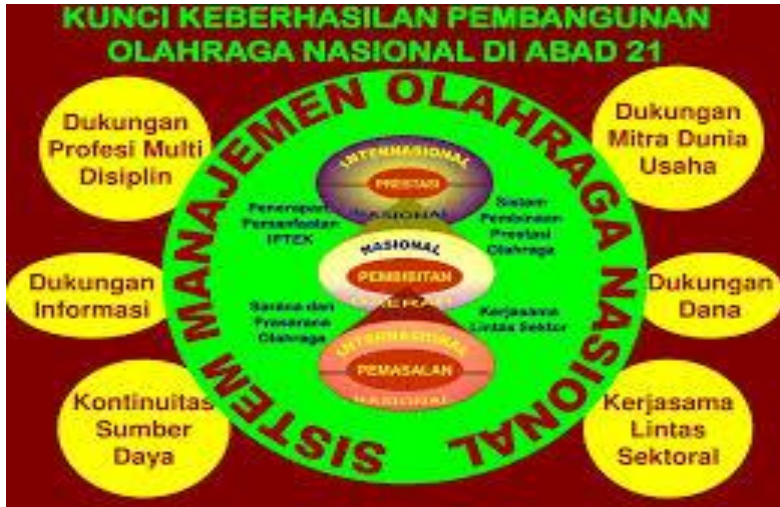 KUNCI KEBERHASILAN PEMBANGUNAN
OLAHRAGA NASIONAL DI ABAD 21
SISTEM MANAJEMEN OLAHRAGA NASIONAL
Dukungan
Profesi Multi
Disiplin
Dukungan
Mitra Dunia
Usaha
INTERNASIONAL
PRESTASI
NASIONAL
Penerapan
Pemanfaatan
IPTEK
Sistem
Pembinaan
Prestasi
Olahraga
NASIONAL
PEMBIBITAN
DAERAH
Dukungan
Informasi
Dukungan
Dana
Sarana dan
Prasarana
Olahraga
Kerjasama
Lintas Sektor
INTERNASIONAL
PEMASALAN
NASIONAL
Kontinuitas
Sumber
Daya
Kerjasama
Lintas
Sektoral